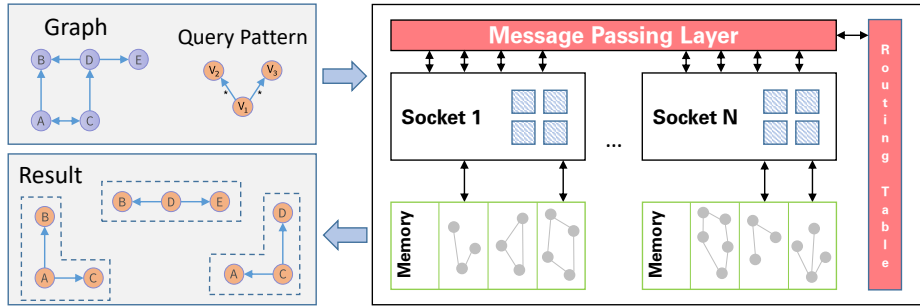 Graph
B D E
A C
Query Pattern
V2 V3
* *
V1
Result
B D E
B
A C
D
A C
Message Passing Layer
Socket 1
...
Socket N
Memory
Memory
Routing Table